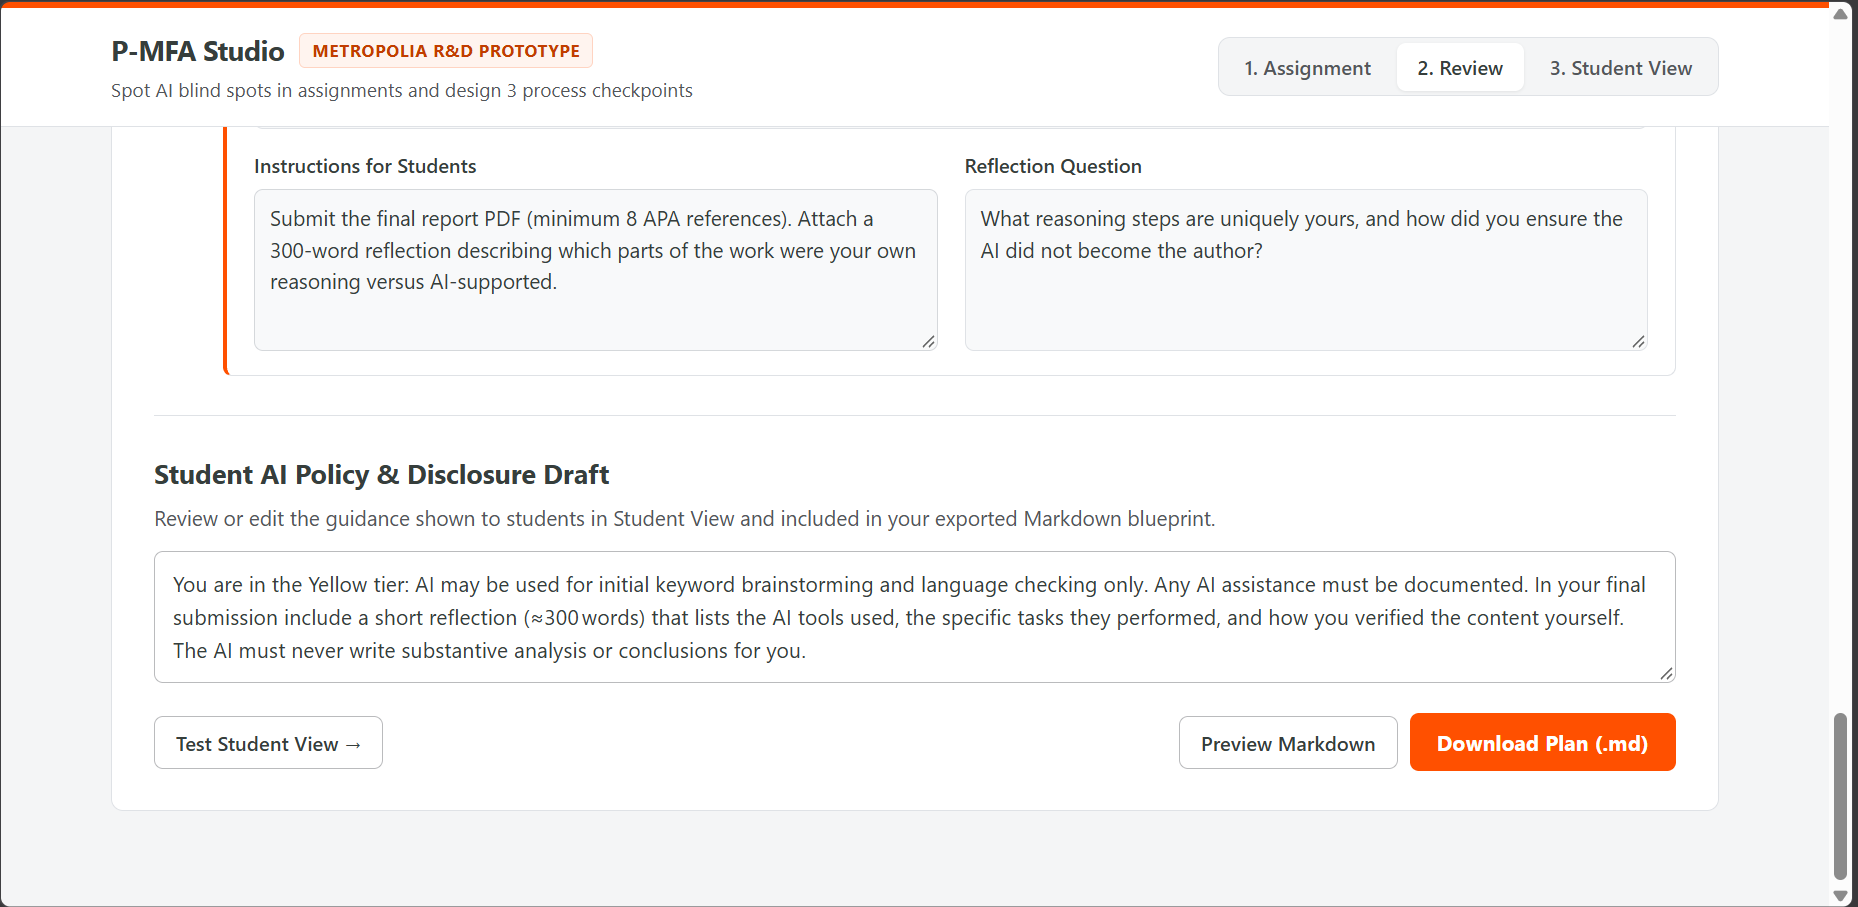 P-MFA Studio
METROPOLIA R&D PROTOTYPE
Spot AI blind spots in assignments and design 3 process checkpoints
1. Assignment
2. Review
3. Student View
Instructions for Students
Submit the final report PDF (minimum 8 APA references). Attach a
300-word reflection describing which parts of the work were your own
reasoning versus AI-supported.
Reflection Question
What reasoning steps are uniquely yours, and how did you ensure the
AI did not become the author?
Student AI Policy & Disclosure Draft
Review or edit the guidance shown to students in Student View and included in your exported Markdown blueprint.
You are in the Yellow tier: AI may be used for initial keyword brainstorming and language checking only. Any AI assistance must be documented. In your final
submission include a short reflection (≈300 words) that lists the AI tools used, the specific tasks they performed, and how you verified the content yourself.
The AI must never write substantive analysis or conclusions for you.
Test Student View →
Preview Markdown
Download Plan (.md)